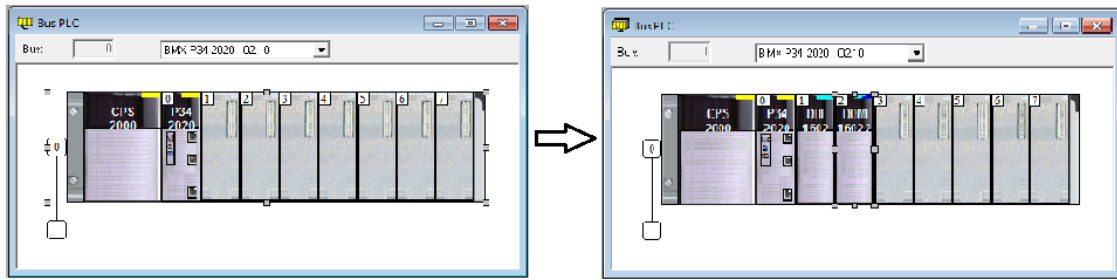 Bus PLC
Bus: 0 BMX P34 2020 02.10
0 1 2 3 4 5 6 7
CPS P34
2000 2020
0
Bus PLC
Bus: BMX P34 2020 02.10
0 1 2 3 4 5 6 7
CPS P34 DDI DDM
2000 2020 1602 16022
0